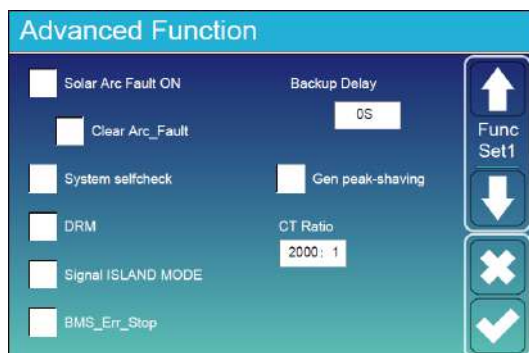 Advanced Function
Solar Arc Fault ON
Clear Arc_Fault
System selfcheck
DRM
Signal ISLAND MODE
BMS_Err_Stop
Backup Delay
0S
Gen peak-shaving
CT Ratio
2000: 1
Func
Set1